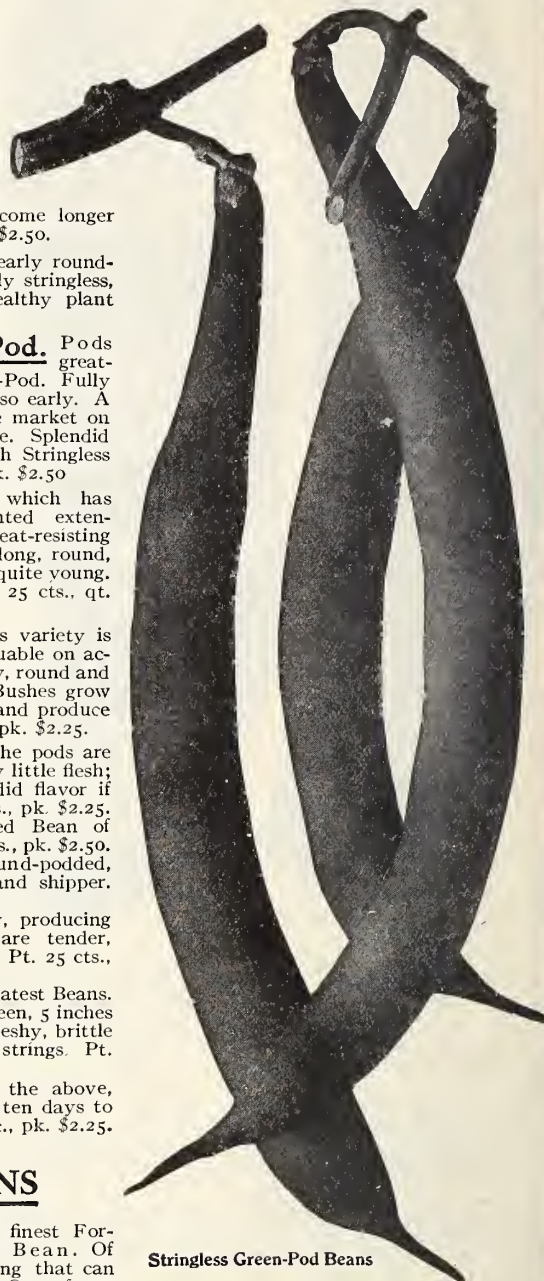 come longer
$2.50.
early round-
ly stringless,
ealthy plant
Pod. Pods
great-
-Pod. Fully
so early. A
e market on
e. Splendid
h Stringless
k. $2.50
which has
nted exten-
eat-resisting
long, round,
quite young.
25 cts., qt.
s variety is
uable on ac-
y, round and
Bushes grow
and produce
pk. $2.25.
he pods are
y little flesh;
did flavor if
s., pk. $2.25.
ed Bean of
s., pk. $2.50.
und-podded,
and shipper.
y, producing
are tender,
Pt. 25 cts.,
atest Beans.
een, 5 inches
eshy, brittle
strings. Pt.
the above,
ten days to
c., pk. $2.25.
NS
finest For-
Bean. Of
ng that can
Stringless Green-Pod Beans